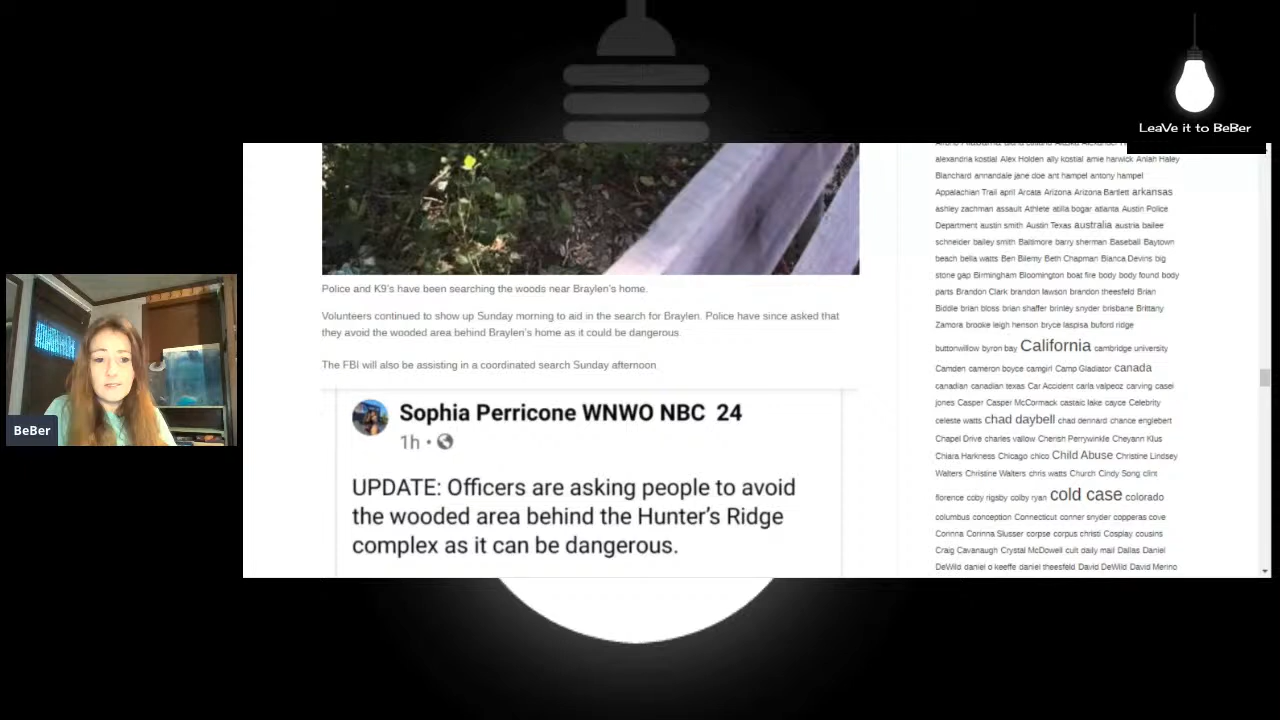 LeaVe it to BeBer
Police and K9's have been searching the woods near Braylen's home.
Volunteers continued to show up Sunday morning to aid in the search for Braylen. Police have since asked that
they avoid the wooded area behind Braylen's home as it could be dangerous.
The FBI will also be assisting in a coordinated search Sunday afternoon.
Sophia Perricone WNWO NBC 24
1h •
UPDATE: Officers are asking people to avoid
the wooded area behind the Hunter's Ridge
complex as it can be dangerous.
BeBer
alexandria kostial Alex Holden ally kostial amie harwick Aniah Haley
Blanchard annandale jane doe ant hampel antony hampel
Appalachian Trail april Arcata Arizona Arizona Bartlett arkansas
ashley zachman assault Athlete atilla bogar atlanta Austin Police
Department austin smith Austin Texas australia austria bailee
schneider bailey smith Baltimore barry sherman Baseball Baytown
beach bella watts Ben Bilemy Beth Chapman Bianca Devins big
stone gap Birmingham Bloomington boat fire body body found body
parts Brandon Clark brandon lawson brandon theesfeld Brian
Biddle brian bloss brian shaffer brinley snyder brisbane Brittany
Zamora brooke leigh henson bryce laspisa buford ridge
buttonwillow byron bay California cambridge university
Camden cameron boyce camgirl Camp Gladiator canada
canadian canadian texas Car Accident carla valpeoz carving casei
jones Casper Casper McCormack castaic lake cayce Celebrity
celeste watts chad daybell chad dennard chance englebert
Chapel Drive charles vallow Cherish Perrywinkle Cheyann Klus
Chiara Harkness Chicago chico Child Abuse Christine Lindsey
Walters Christine Walters chris watts Church Cindy Song clint
florence coby rigsby colby ryan cold case colorado
columbus conception Connecticut conner snyder copperas cove
Corinna Corinna Slusser corpse corpus christi Cosplay cousins
Craig Cavanaugh Crystal McDowell cult daily mail Dallas Daniel
DeWild daniel o keeffe daniel theesfeld David DeWild David Merino